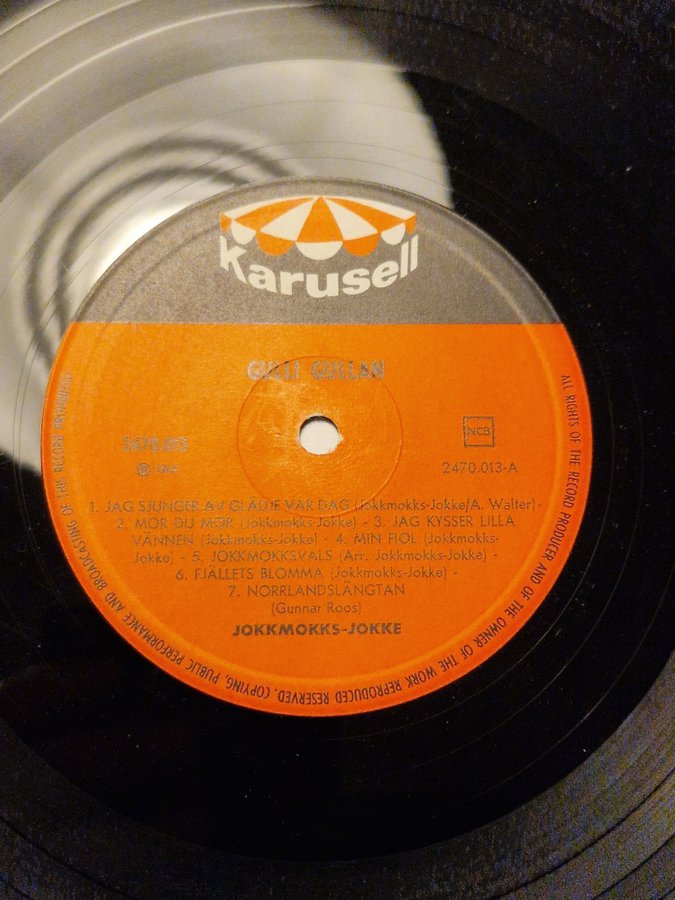 Karusell
GULLI GULLAN
2470.013
NCB
2470.013-A
1. JAG SJUNGER AV GLÄDJE VAR DAG (Jokkmokks-Jokke/A. Walter) -
2. MOR DU MOR (Jokkmokks-Jokke) - 3. JAG KYSSER LILLA
VÄNNEN (Jokkmokks-Jokke) - 4. MIN FIOL (Jokkmokks-
Jokke) - 5. JOKKMOKKSVALS (Arr. Jokkmokks-Jokke) -
6. FJÄLLETS BLOMMA (Jokkmokks-Jokke) -
7. NORRLANDSLÄNGTAN
(Gunnar Roos)
JOKKMOKKS-JOKKE
ALL RIGHTS OF THE RECORD PRODUCER AND OF THE OWNER OF THE WORK REPRODUCED RESERVED. COPYING, PUBLIC PERFORMANCE AND BROADCASTING OF THIS RECORD PROHIBITED